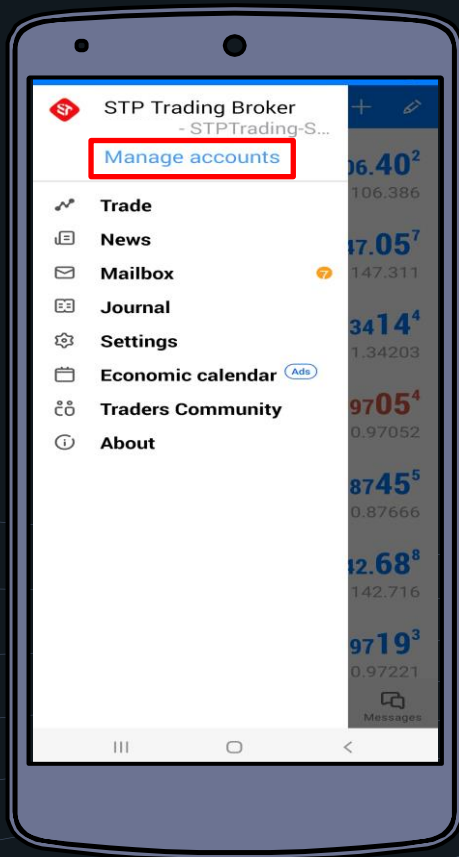 ST
STP Trading Broker
- STPTrading-S...
Manage accounts
Trade
News
Mailbox 7
Journal
Settings
Economic calendar Ads
Traders Community
About
06.40²
106.386
47.05⁷
147.311
3414⁴
1.34203
9705⁴
0.97052
8745⁵
0.87666
42.68⁸
142.716
9719³
0.97221
Messages